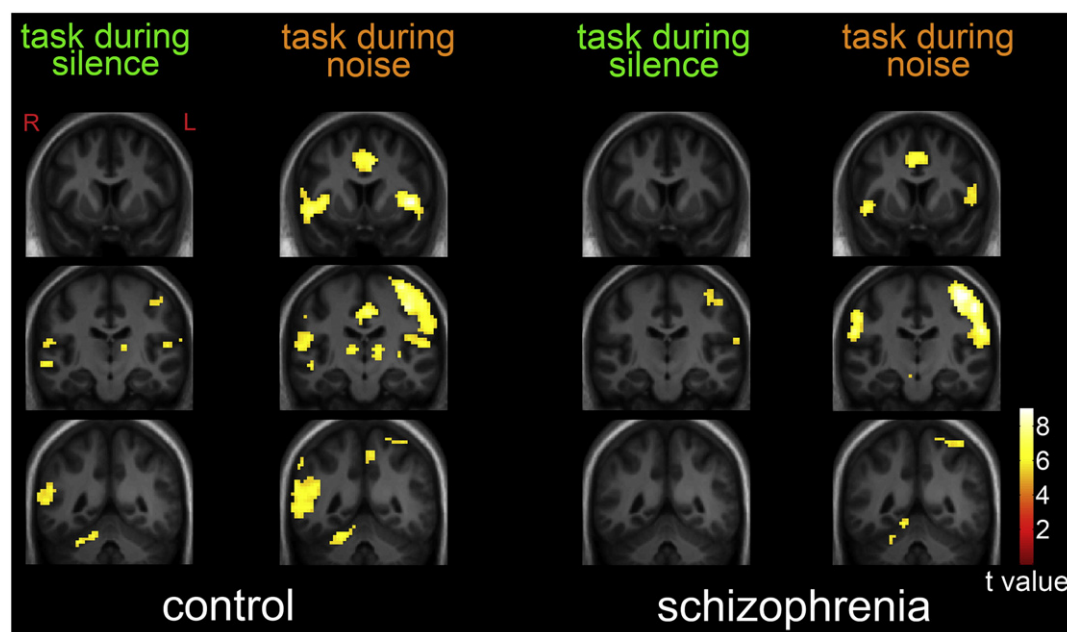 task during
silence
task during
noise
task during
silence
task during
noise
R
L
8
6
4
2
t value
control
schizophrenia